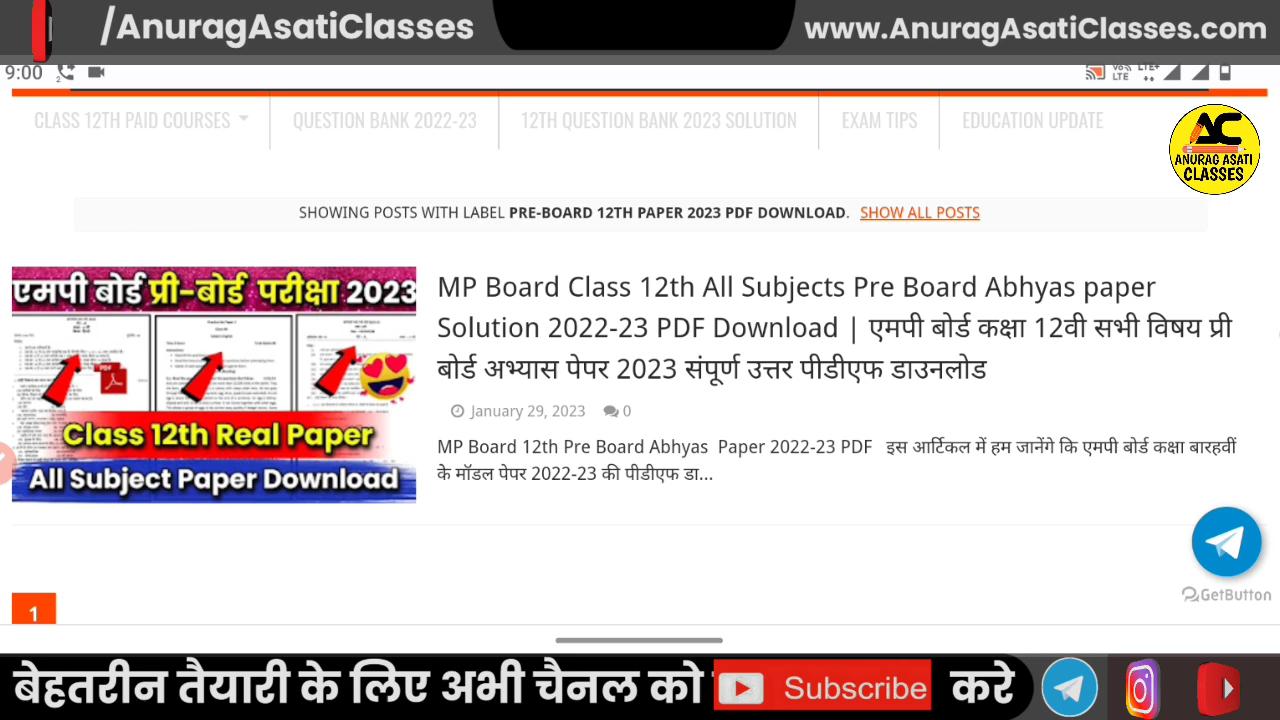 /AnuragAsatiClasses
www.AnuragAsatiClasses.com
9:00
2
Vo
LTE
LTE+
CLASS 12TH PAID COURSES
QUESTION BANK 2022-23
12TH QUESTION BANK 2023 SOLUTION
EXAM TIPS
EDUCATION UPDATE
AC
ANURAG ASATI
CLASSES
SHOWING POSTS WITH LABEL PRE-BOARD 12TH PAPER 2023 PDF DOWNLOAD. SHOW ALL POSTS
एमपी बोर्ड प्री-बोर्ड परीक्षा 2023
PDF
Class 12th Real Paper
All Subject Paper Download
MP Board Class 12th All Subjects Pre Board Abhyas paper
Solution 2022-23 PDF Download | एमपी बोर्ड कक्षा 12वी सभी विषय प्री
बोर्ड अभ्यास पेपर 2023 संपूर्ण उत्तर पीडीएफ डाउनलोड
January 29, 2023 0
MP Board 12th Pre Board Abhyas Paper 2022-23 PDF इस आर्टिकल में हम जानेंगे कि एमपी बोर्ड कक्षा बारहवीं
के मॉडल पेपर 2022-23 की पीडीएफ डा...
GetButton
1
बेहतरीन तैयारी के लिए अभी चैनल को Subscribe करे